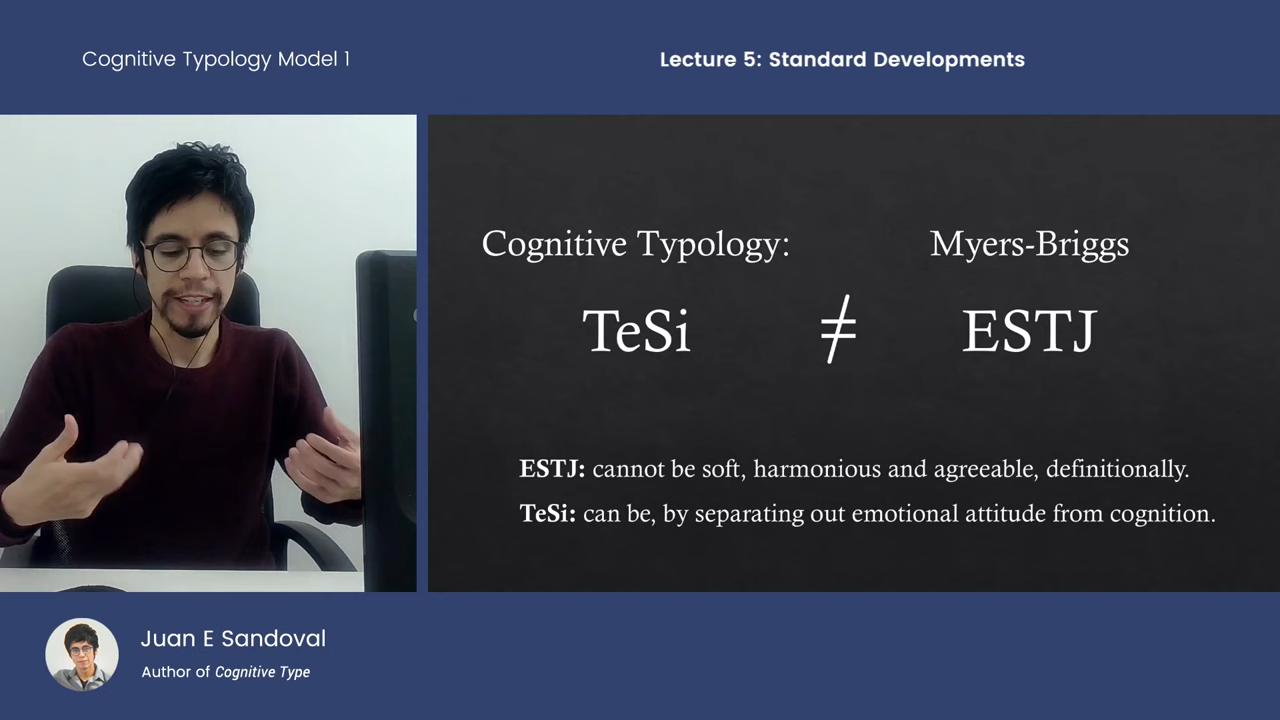 Cognitive Typology Model 1
Lecture 5: Standard Developments
Cognitive Typology:
Myers-Briggs
TeSi ≠ ESTJ
ESTJ: cannot be soft, harmonious and agreeable, definitionally.
TeSi: can be, by separating out emotional attitude from cognition.
Juan E Sandoval
Author of Cognitive Type